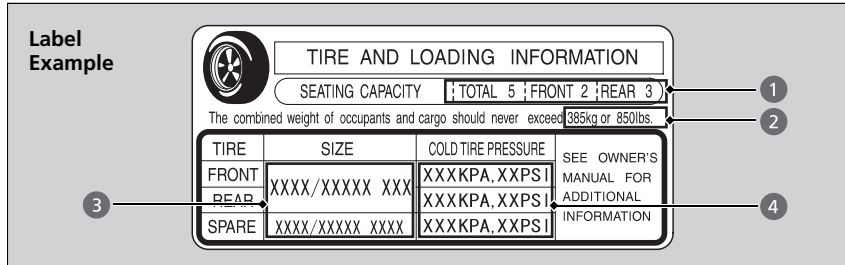 Label
Example
TIRE AND LOADING INFORMATION
SEATING CAPACITY TOTAL 5 FRONT 2 REAR 3
1
The combined weight of occupants and cargo should never exceed 385kg or 850lbs.
2
TIRE SIZE COLD TIRE PRESSURE
SEE OWNER'S
MANUAL FOR
ADDITIONAL
INFORMATION
FRONT XXXX/XXXXX XXX XXXKPA,XXPSI
REAR XXXKPA,XXPSI
3
4
SPARE XXXX/XXXXX XXXX XXXKPA,XXPSI